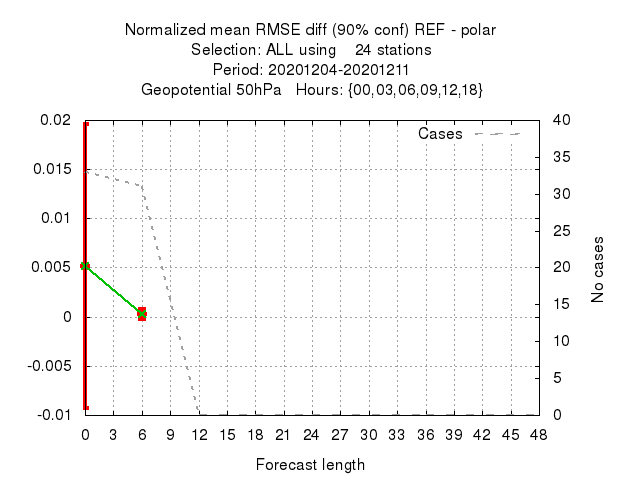 Normalized mean RMSE diff (90% conf) REF - polar
Selection: ALL using    24 stations
Period: 20201204-20201211
Geopotential 50hPa   Hours: {00,03,06,09,12,18}
Cases
0.02
0.015
0.01
0.005
0
-0.005
-0.01
40
35
30
25
20
15
10
5
0
No cases
0 3 6 9 12 15 18 21 24 27 30 33 36 39 42 45 48
Forecast length